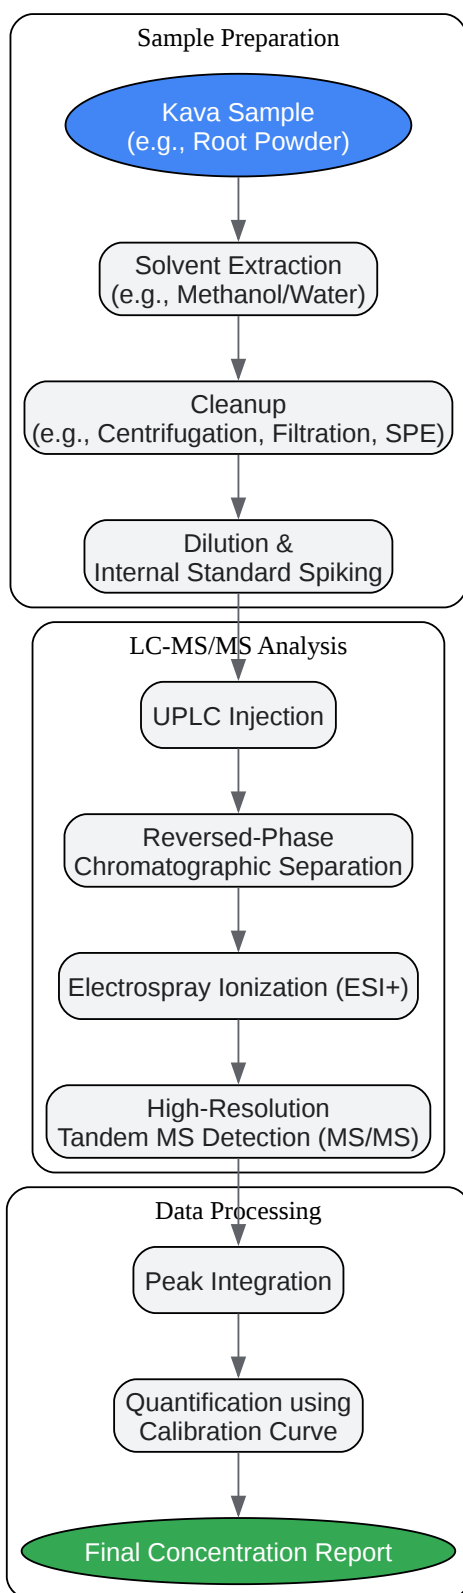 Sample Preparation
Kava Sample
(e.g., Root Powder)
Solvent Extraction
(e.g., Methanol/Water)
Cleanup
(e.g., Centrifugation, Filtration, SPE)
Dilution &
Internal Standard Spiking
LC-MS/MS Analysis
UPLC Injection
Reversed-Phase
Chromatographic Separation
Electrospray Ionization (ESI+)
High-Resolution
Tandem MS Detection (MS/MS)
Data Processing
Peak Integration
Quantification using
Calibration Curve
Final Concentration Report